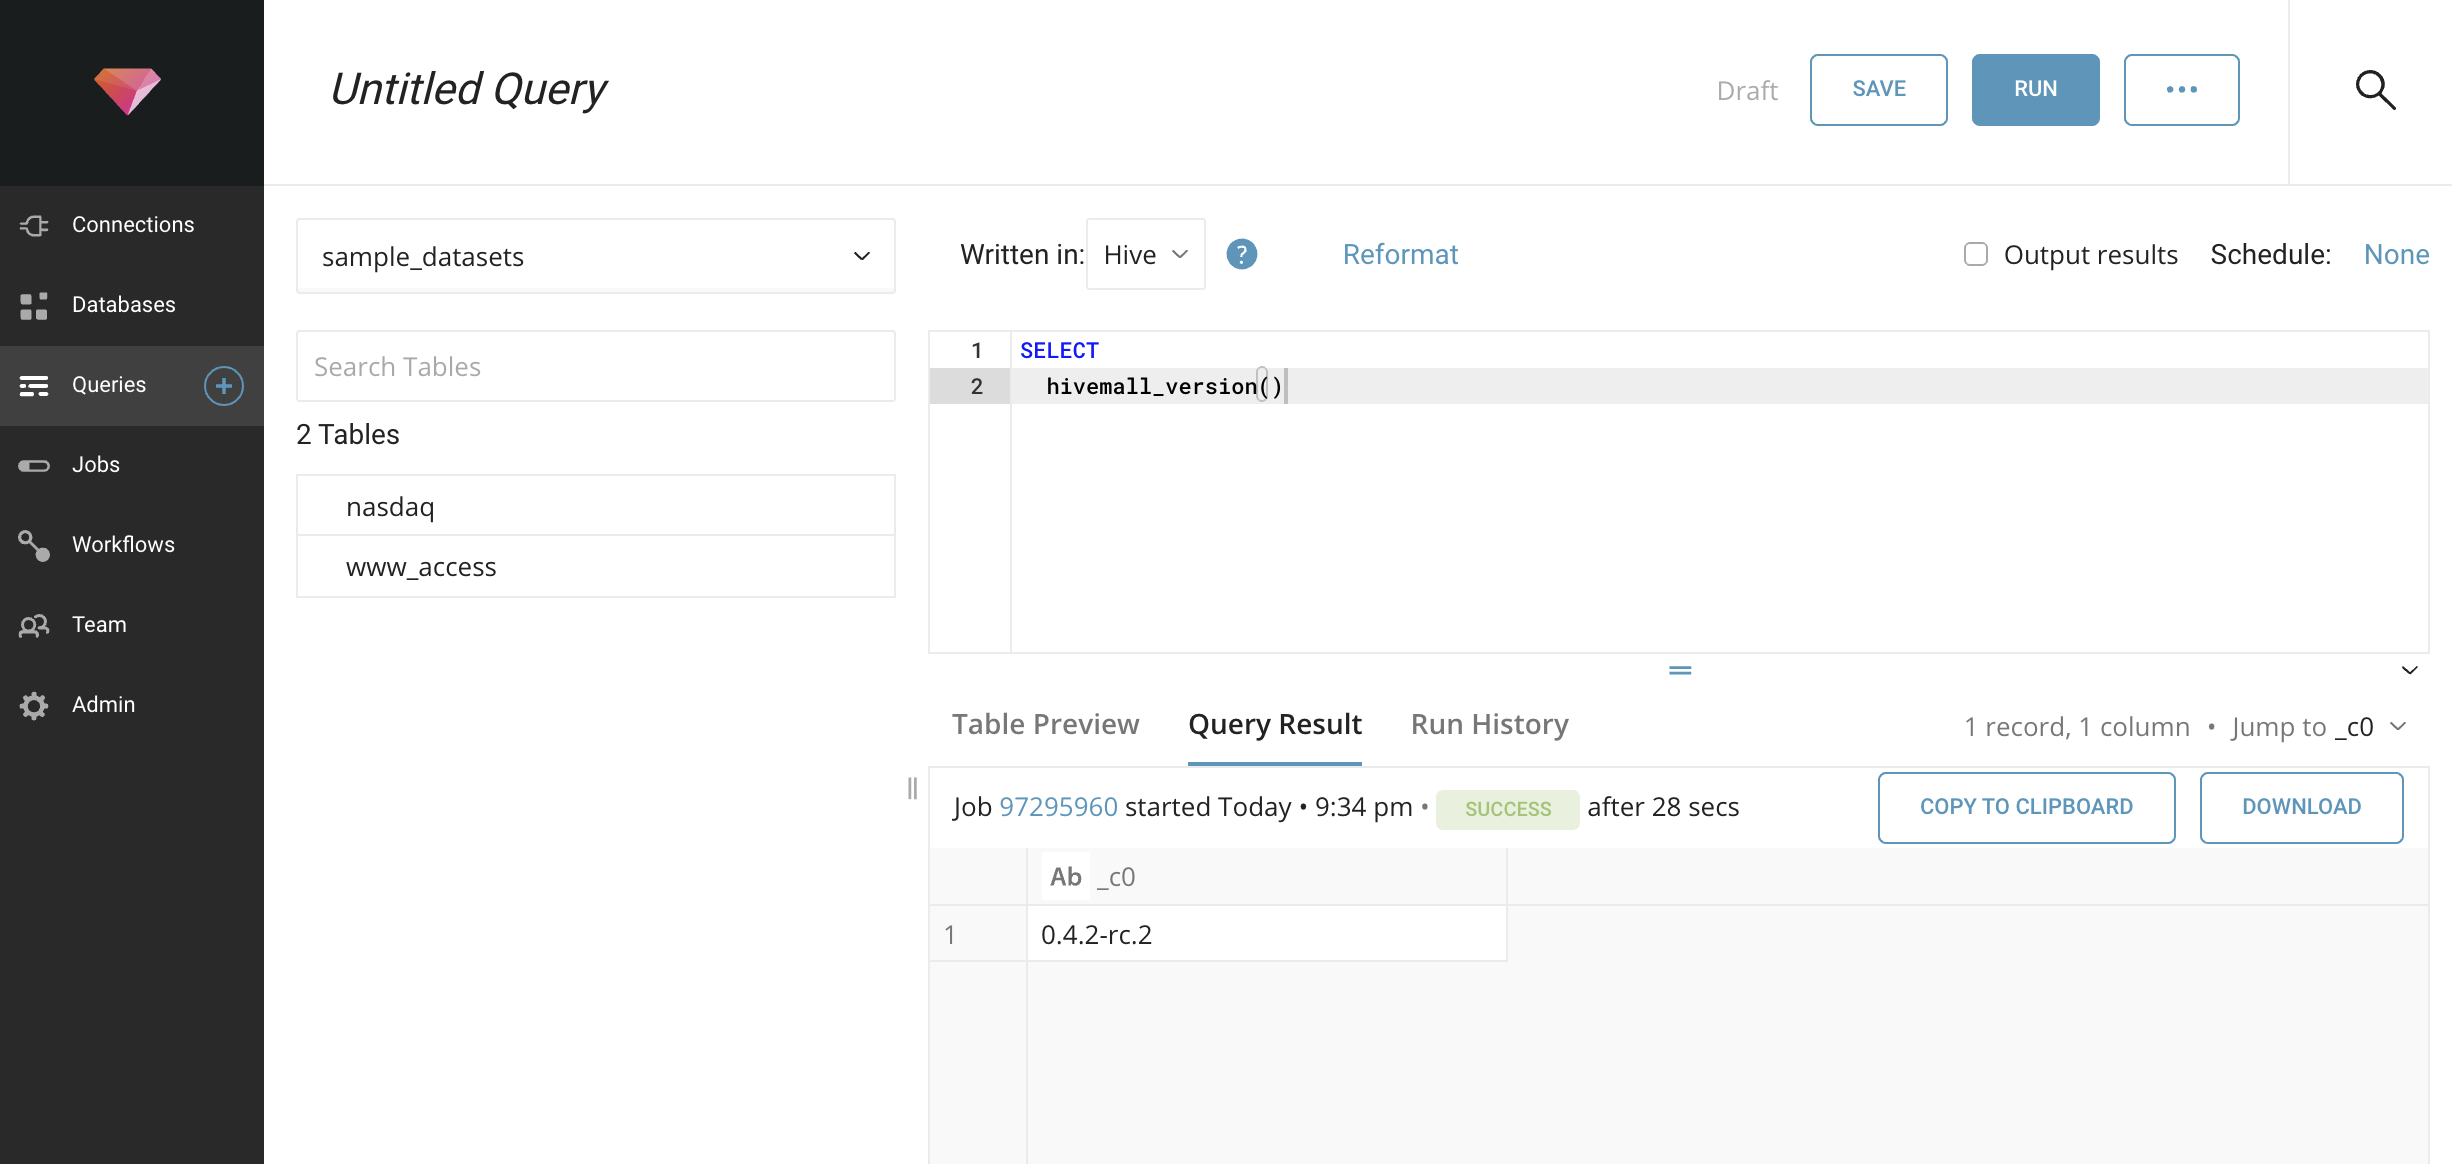 Untitled Query
Draft
SAVE
RUN
Connections
Databases
Queries
Jobs
Workflows
Team
Admin
sample_datasets
Search Tables
2 Tables
nasdaq
www_access
Written in: Hive ? Reformat
Output results Schedule: None
1 SELECT
2 hivemall_version()
Table Preview Query Result Run History
1 record, 1 column • Jump to _c0
Job 97295960 started Today • 9:34 pm • SUCCESS after 28 secs
COPY TO CLIPBOARD
DOWNLOAD
Ab _c0
1 0.4.2-rc.2